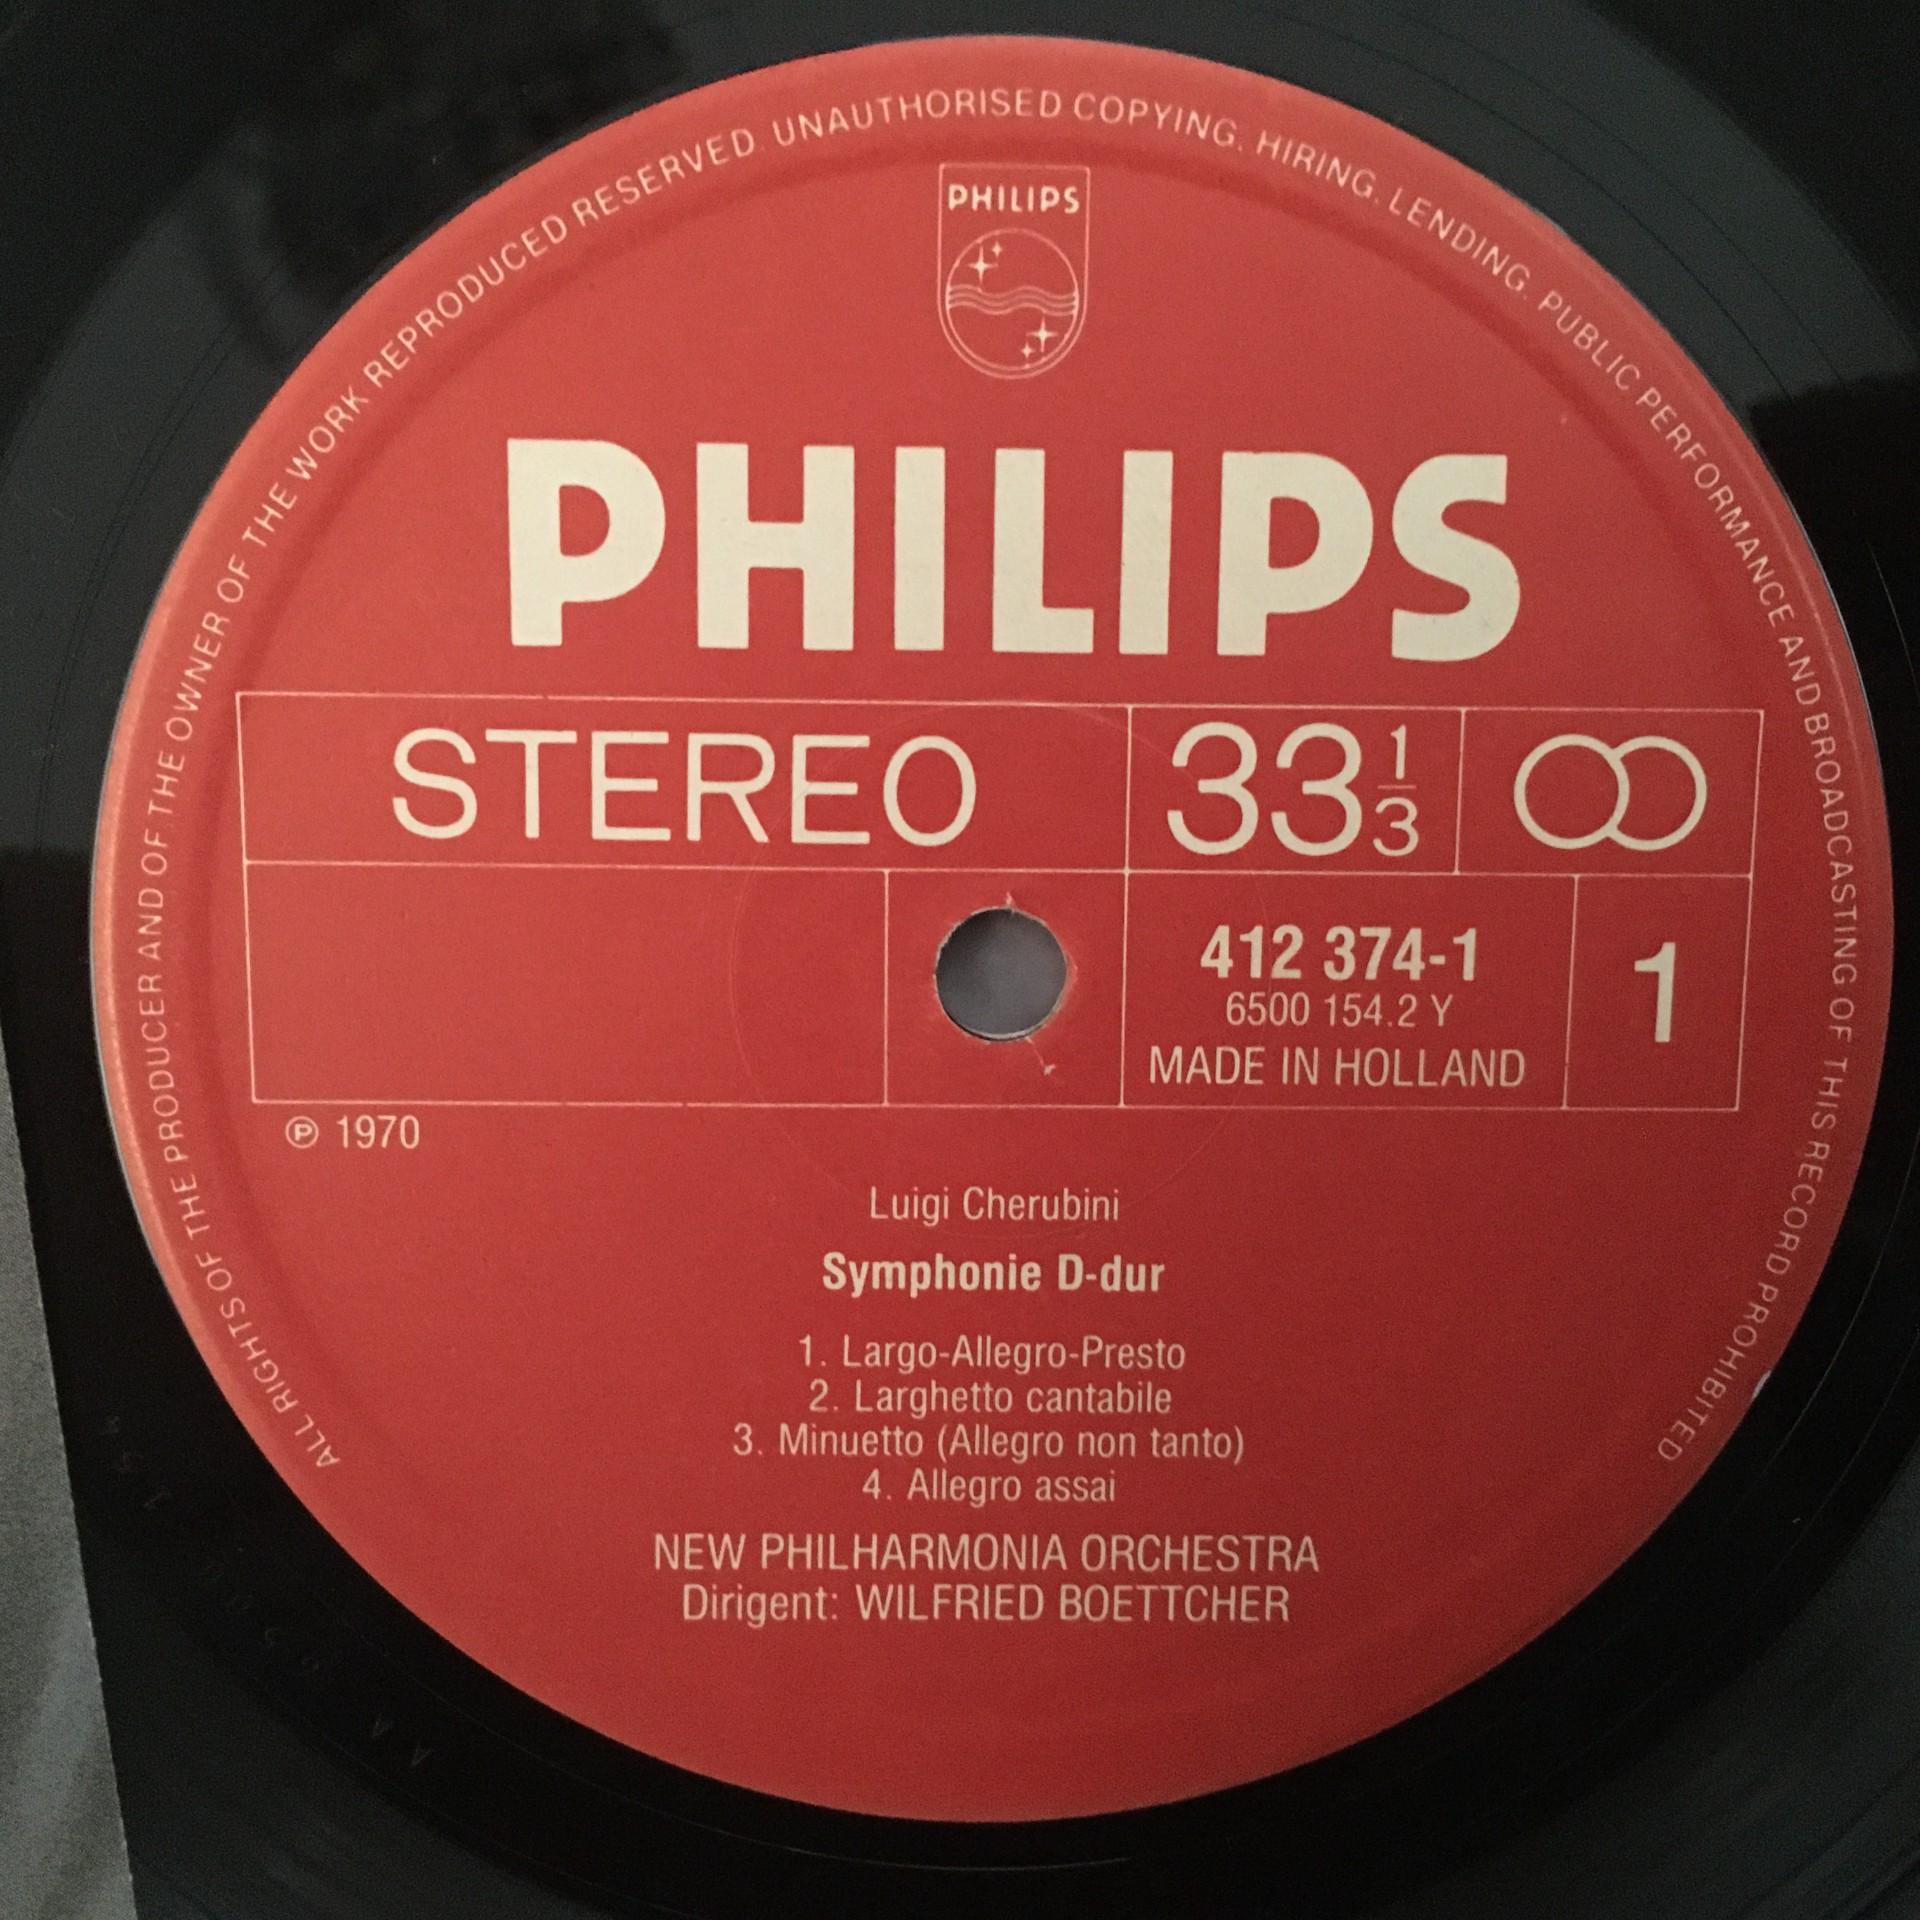 ALL RIGHTS OF THE PRODUCER AND OF THE OWNER OF THE WORK REPRODUCED RESERVED. UNAUTHORISED COPYING, HIRING, LENDING, PUBLIC PERFORMANCE AND BROADCASTING OF THIS RECORD PROHIBITED
PHILIPS
PHILIPS
STEREO 33 1/3
412 374-1 1
6500 154.2 Y
MADE IN HOLLAND
℗ 1970
Luigi Cherubini
Symphonie D-dur
1. Largo-Allegro-Presto
2. Larghetto cantabile
3. Minuetto (Allegro non tanto)
4. Allegro assai
NEW PHILHARMONIA ORCHESTRA
Dirigent: WILFRIED BOETTCHER